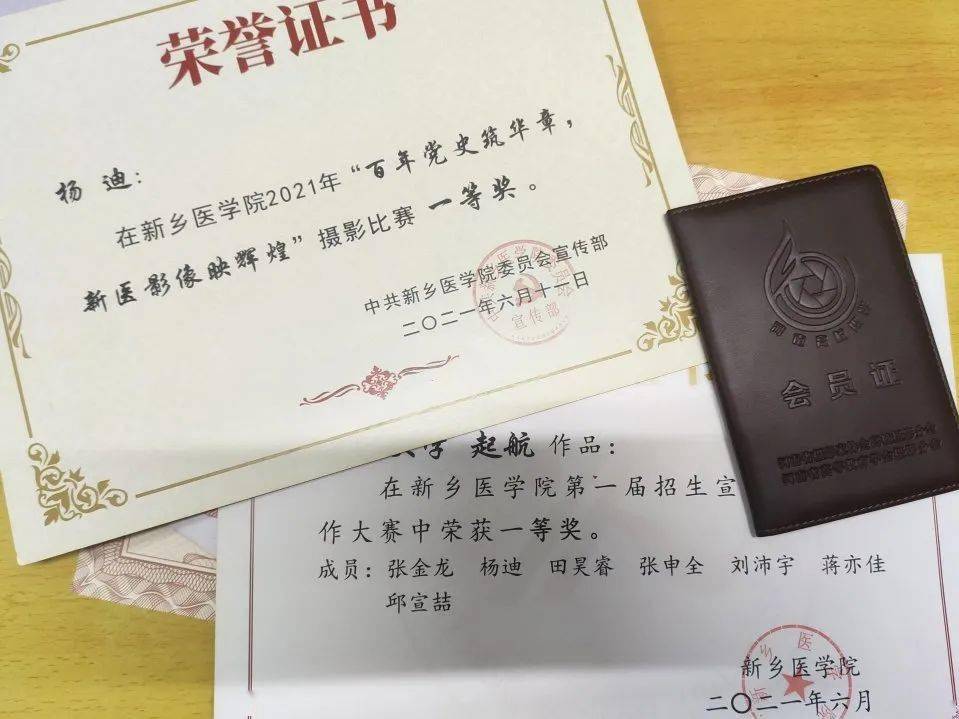 荣誉证书
杨 迪：
在新乡医学院2021年“百年党史筑华章，
新医影像映辉煌”摄影比赛 一等奖 。
中共新乡医学院委员会宣传部
二〇二一年六月十一日
宣传部
起航 作品：
在新乡医学院第一届招生宣
作大赛中荣获一等奖。
成员：张金龙 杨迪 田昊睿 张申全 刘沛宇 蒋亦佳
邱宣喆
新乡医学院
二〇二一年六月
会员证